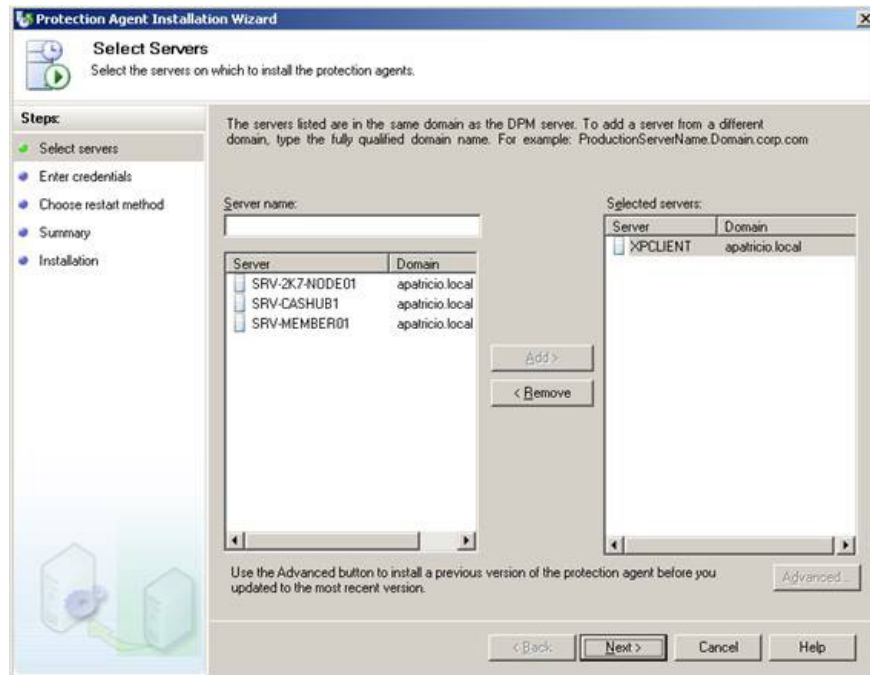 Protection Agent Installation Wizard
Select Servers
Select the servers on which to install the protection agents.
Steps:
Select servers
Enter credentials
Choose restart method
Summary
Installation
The servers listed are in the same domain as the DPM server. To add a server from a different
domain, type the fully qualified domain name. For example: ProductionServerName.Domain.corp.com
Server name:
Server Domain
SRV-2K7-NODE01 apatricio.local
SRV-CASHUB1 apatricio.local
SRV-MEMBER01 apatricio.local
Add >
< Remove
Selected servers:
Server Domain
XPCLIENT apatricio.local
Use the Advanced button to install a previous version of the protection agent before you
updated to the most recent version.
Advanced...
< Back Next > Cancel Help